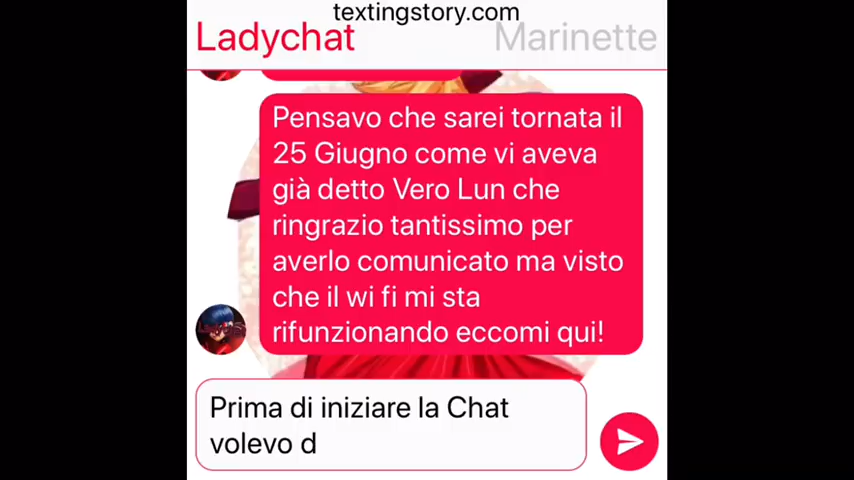 textingstory.com
Ladychat
Marinette
Pensavo che sarei tornata il
25 Giugno come vi aveva
già detto Vero Lun che
ringrazio tantissimo per
averlo comunicato ma visto
che il wi fi mi sta
rifunzionando eccomi qui!
Prima di iniziare la Chat
volevo d